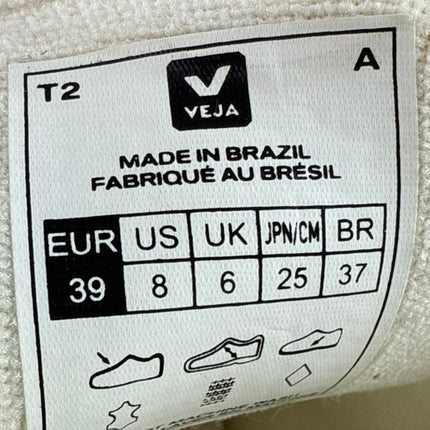 T2 A
VEJA
MADE IN BRAZIL
FABRIQUÉ AU BRÉSIL
EUR US UK JPN/CM BR
39 8 6 25 37